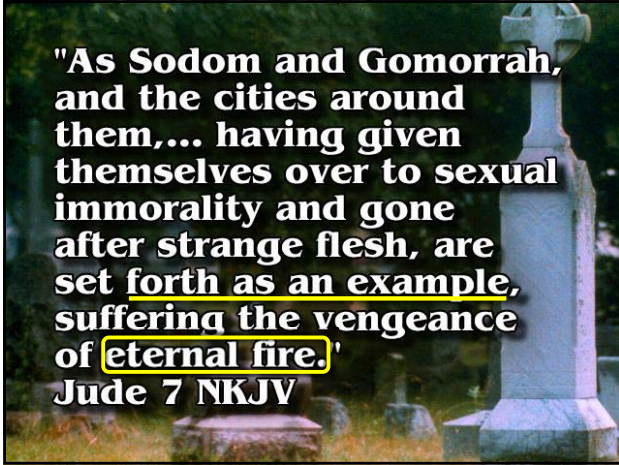 "As Sodom and Gomorrah,
and the cities around
them,... having given
themselves over to sexual
immorality and gone
after strange flesh, are
set forth as an example,
suffering the vengeance
of eternal fire."
Jude 7 NKJV